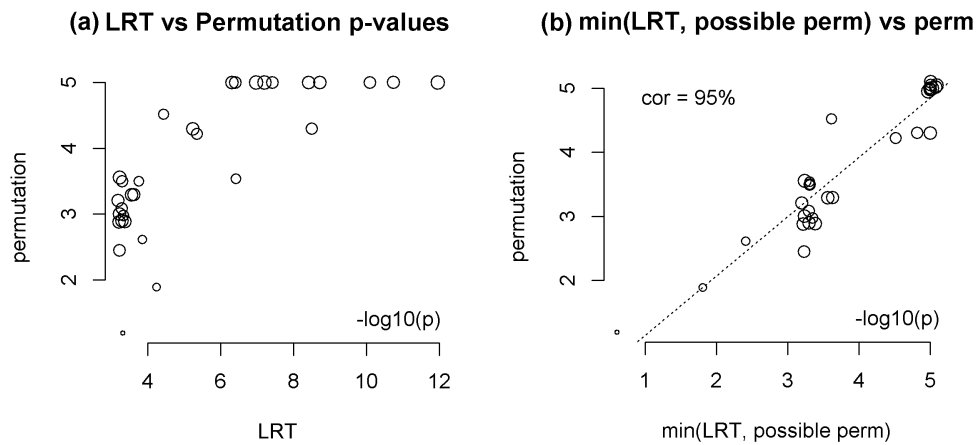 (a) LRT vs Permutation p-values
permutation
5
4
3
2
-log10(p)
4 6 8 10 12
LRT
(b) min(LRT, possible perm) vs perm
cor = 95%
permutation
5
4
3
2
-log10(p)
1 2 3 4 5
min(LRT, possible perm)